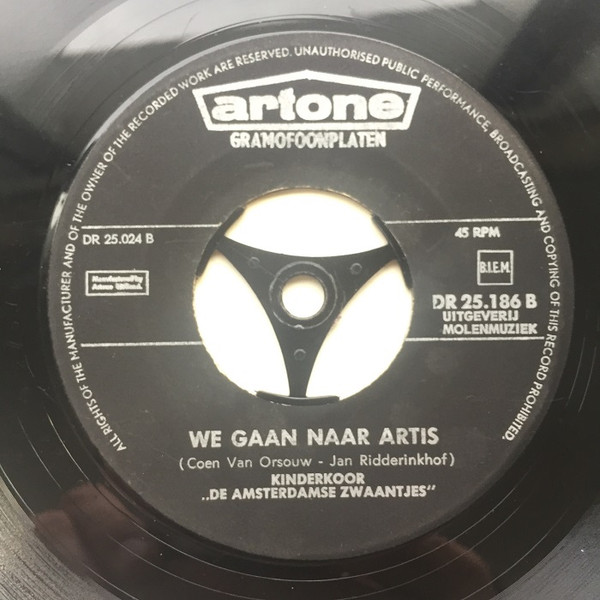 ALL RIGHTS OF THE MANUFACTURER AND OF THE OWNER OF THE RECORDED WORK ARE RESERVED. UNAUTHORISED PUBLIC PERFORMANCE, BROADCASTING AND COPYING OF THIS RECORD PROHIBITED.
artone
GRAMOFOONPLATEN
DR 25.024 B
45 RPM
B.I.E.M.
DR 25.186 B
UITGEVERIJ
MOLENMUZIEK
WE GAAN NAAR ARTIS
(Coen Van Orsouw - Jan Ridderinkhof)
KINDERKOOR
„DE AMSTERDAMSE ZWAANTJES"